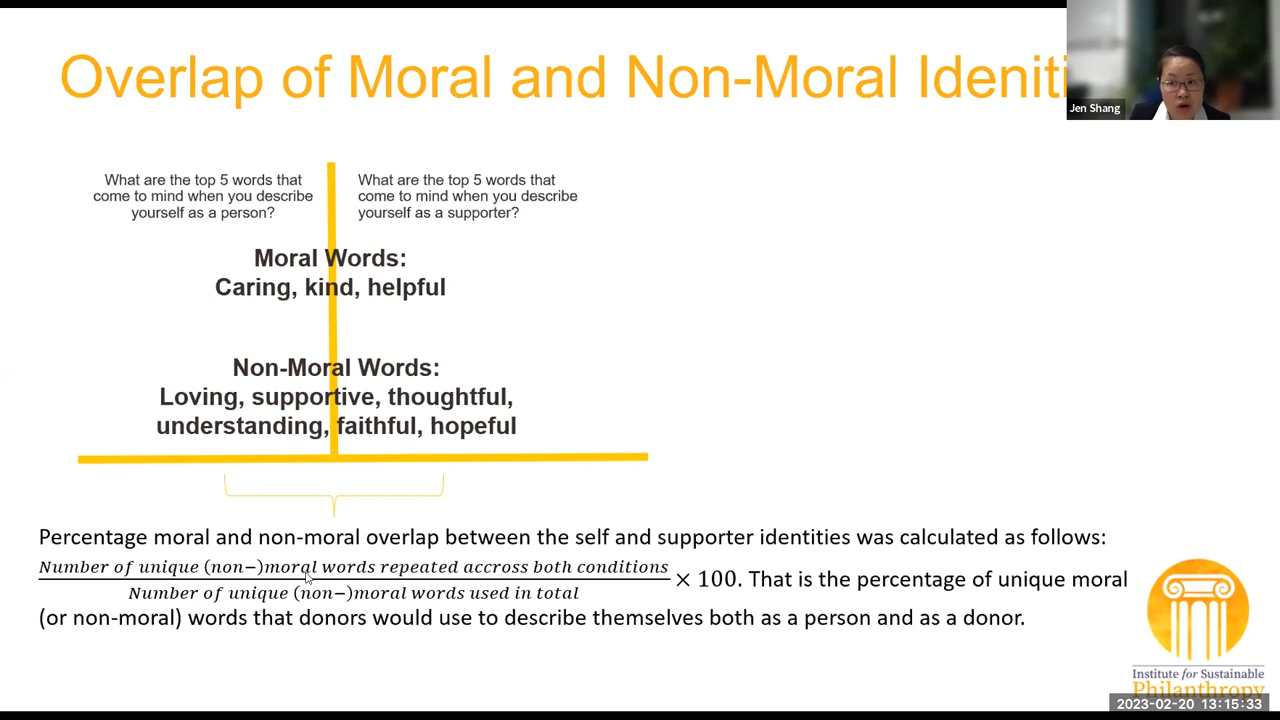 Overlap of Moral and Non-Moral Ideniti
Jen Shang
What are the top 5 words that
come to mind when you describe
yourself as a person?
What are the top 5 words that
come to mind when you describe
yourself as a supporter?
Moral Words:
Caring, kind, helpful
Non-Moral Words:
Loving, supportive, thoughtful,
understanding, faithful, hopeful
Percentage moral and non-moral overlap between the self and supporter identities was calculated as follows:
Number of unique (non−)moral words repeated accross both conditions
Number of unique (non−)moral words used in total
× 100. That is the percentage of unique moral
(or non-moral) words that donors would use to describe themselves both as a person and as a donor.
Institute for Sustainable
Philanthropy
2023-02-20 13:15:33